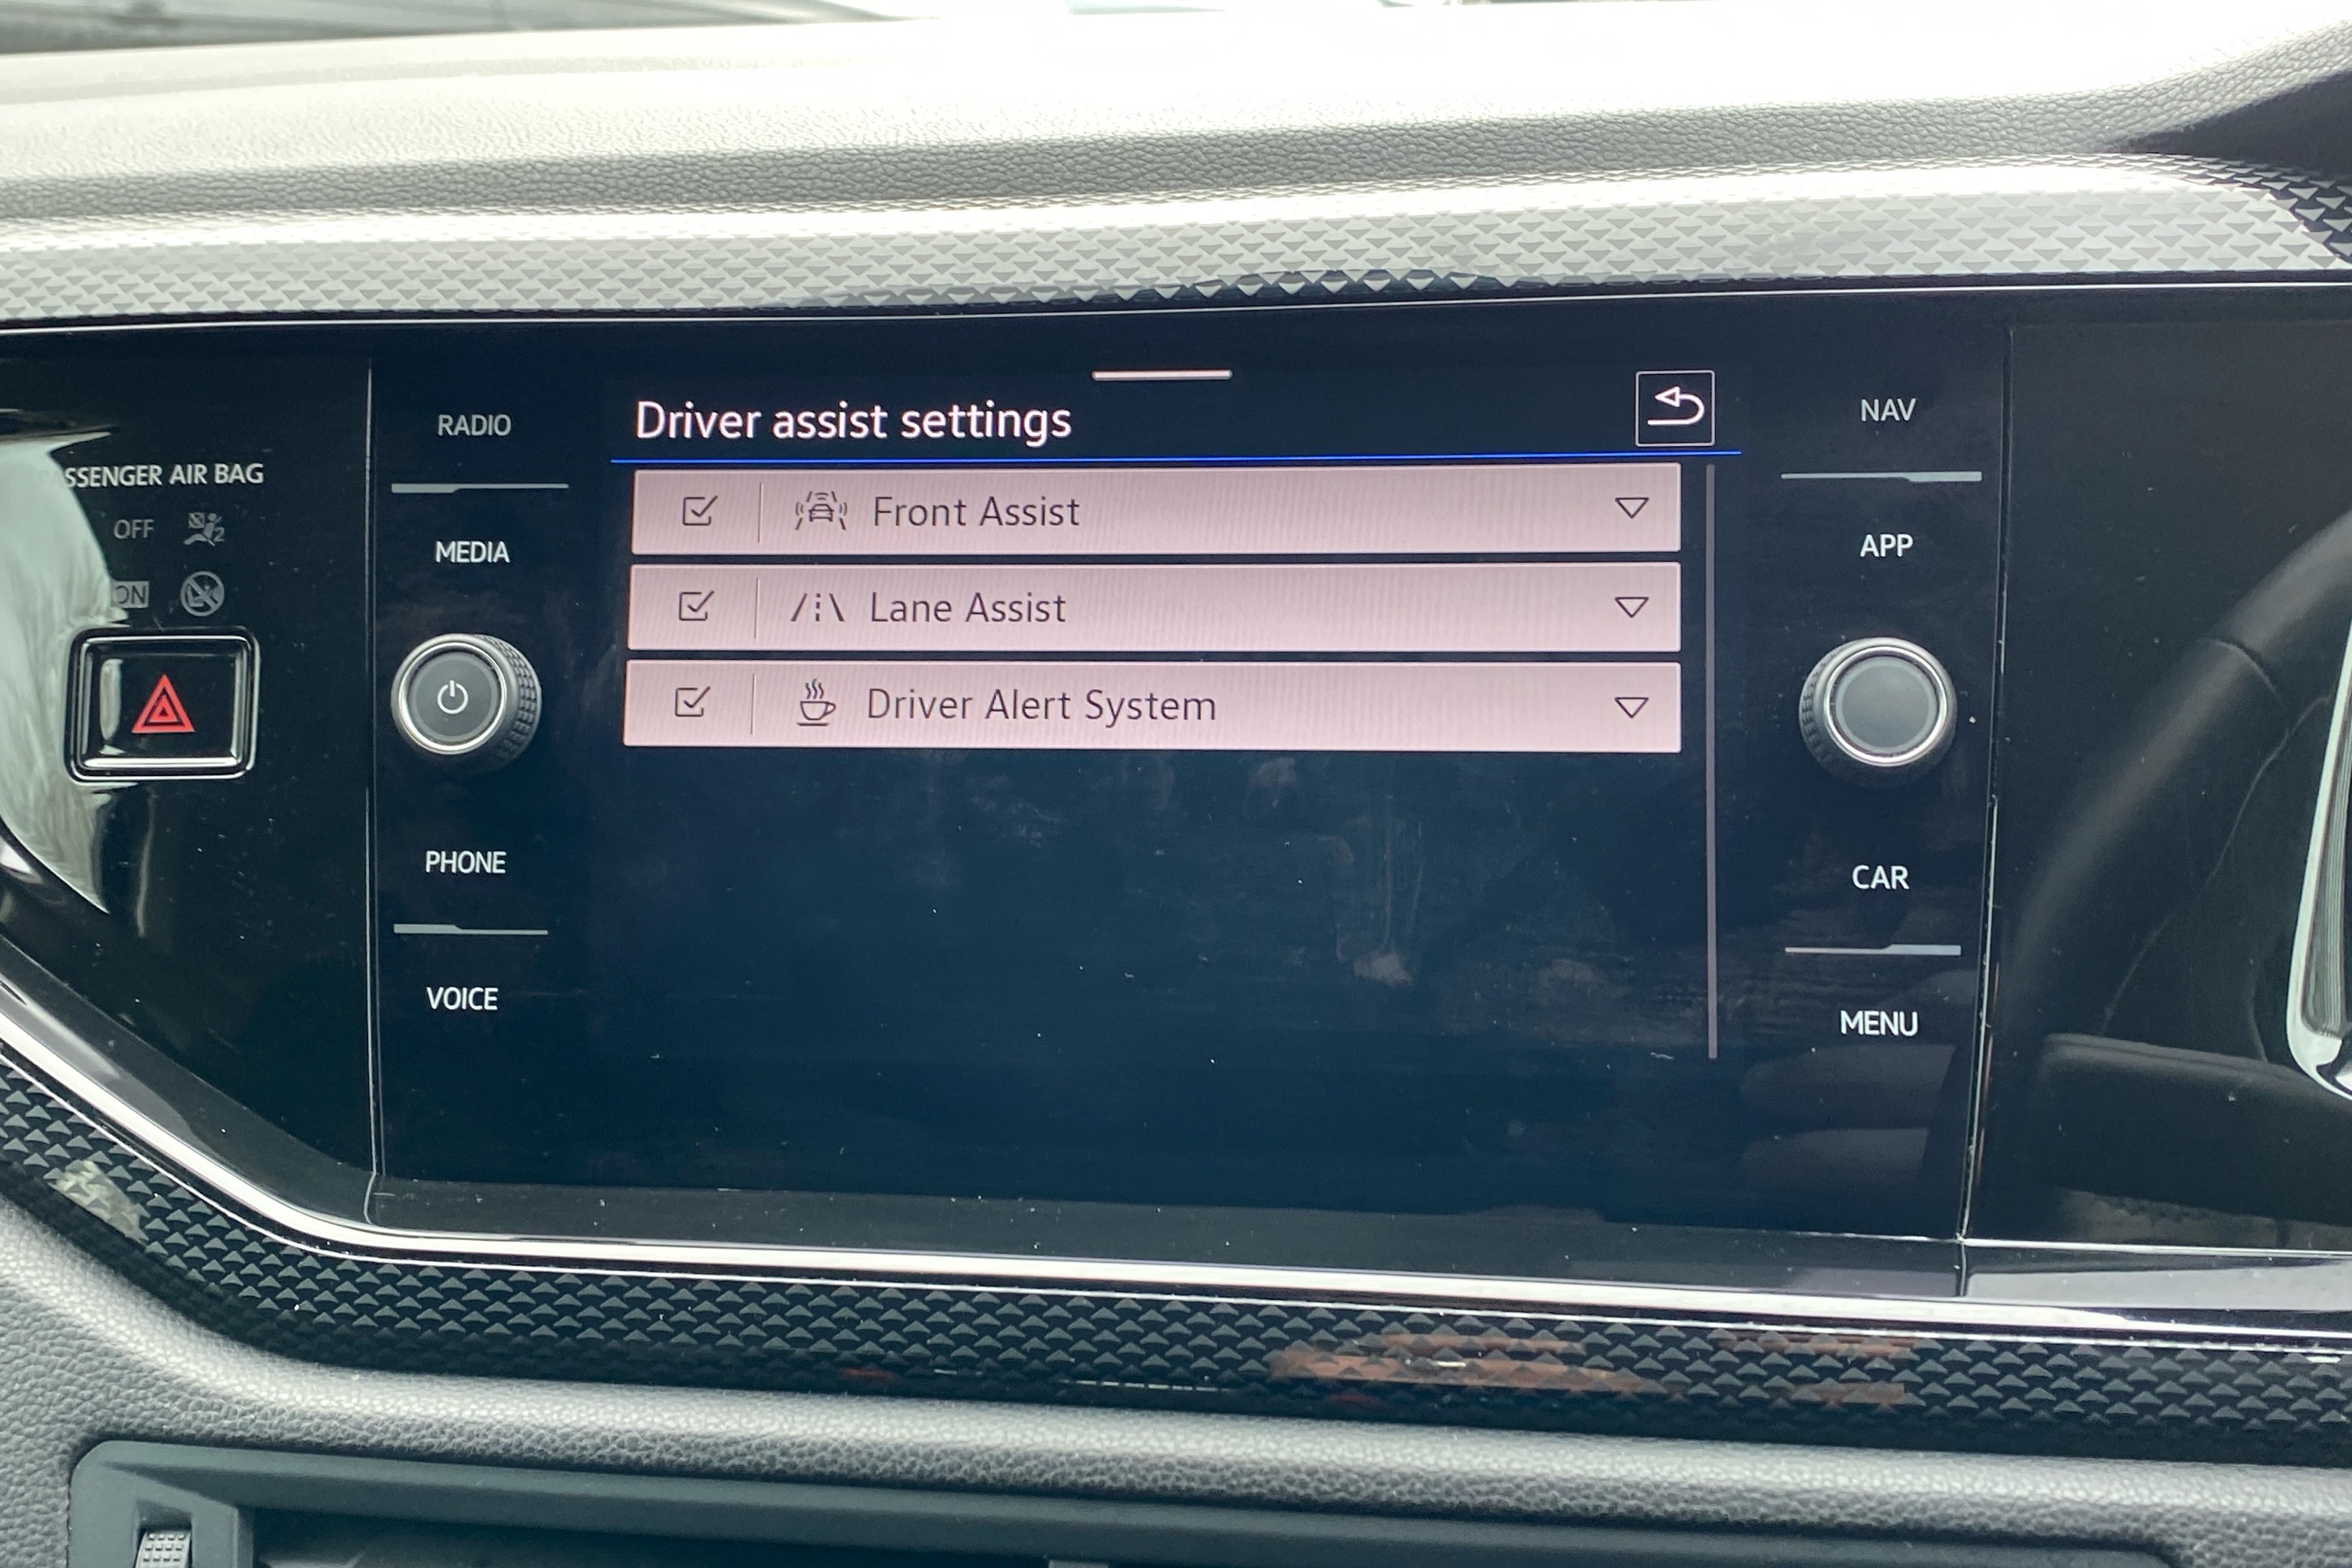 RADIO
MEDIA
PHONE
VOICE
SSENGER AIR BAG
OFF
ON
Driver assist settings
Front Assist
Lane Assist
Driver Alert System
NAV
APP
CAR
MENU